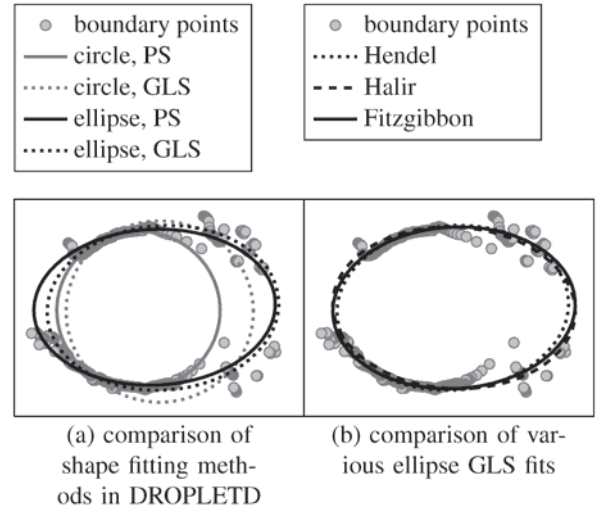 boundary points
circle, PS
circle, GLS
ellipse, PS
ellipse, GLS
boundary points
Hendel
Halir
Fitzgibbon
(a) comparison of
shape fitting meth-
ods in DROPLETD
(b) comparison of var-
ious ellipse GLS fits